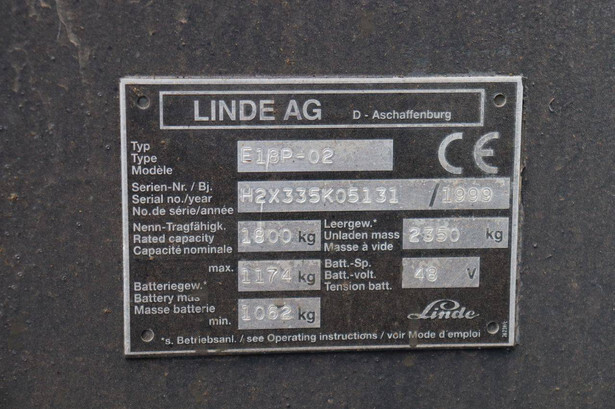 LINDE AG D - Aschaffenburg
Typ
Type
Modèle
E18P-02
CE
Serien-Nr. / Bj.
Serial no./year
No.de série/année
H2X335K05131 /1999
Nenn-Tragfähigk.
Rated capacity
Capacité nominale
1800 kg
Leergew.*
Unladen mass
Masse à vide
2350 kg
Batteriegew.*
Battery mas
Masse batterie
max. 1174 kg
min. 1062 kg
Batt.-Sp.
Batt.-volt.
Tension batt.
48 V
Linde
*s. Betriebsanl. / see Operating instructions / voir Mode d'emploi